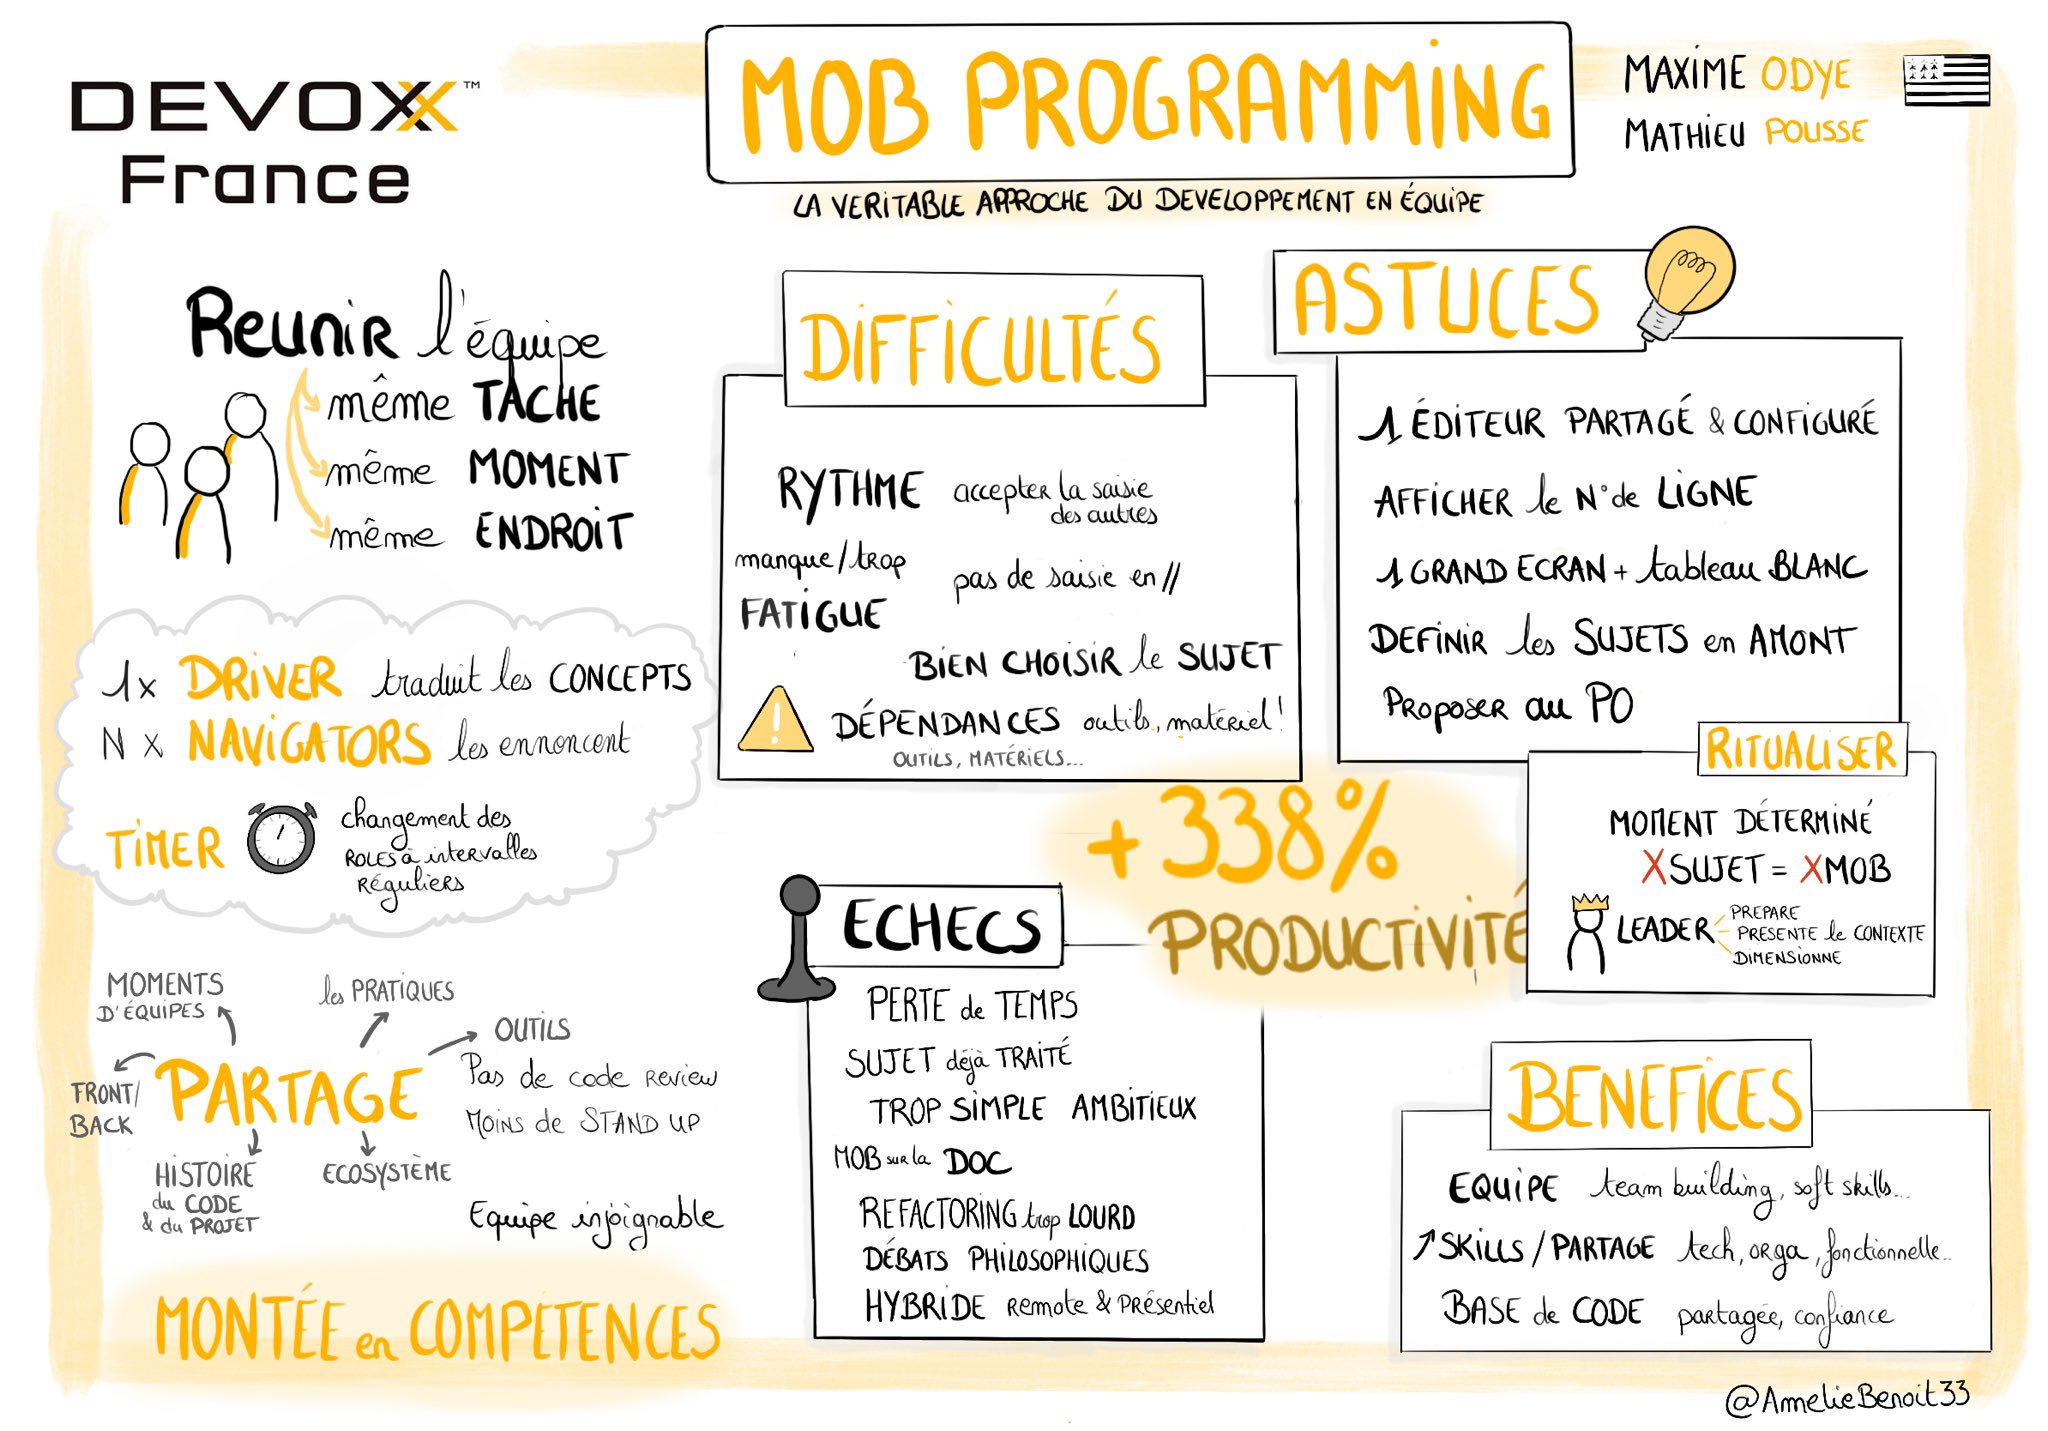 DEVOXX™
France
MOB PROGRAMMING
LA VERITABLE APPROCHE DU DEVELOPPEMENT EN ÉQUIPE
MAXIME ODYE
MATHIEU POUSSE
Reunir l'équipe
même TACHE
même MOMENT
même ENDROIT
1x DRIVER traduit les CONCEPTS
N x NAVIGATORS les ennoncent
TIMER
changement des
ROLES à intervalles
RÉguliers
MOMENTS
D'ÉQUIPES
les PRATIQUES
OUTILS
FRONT/
BACK
PARTAGE
HISTOIRE
du CODE
& du PROJET
ECOSYSTÈME
Pas de code review
Moins de STAND UP
Equipe injoignable
MONTÉE en COMPETENCES
DIFFICULTÉS
RYTHME accepter la saisie
des autres
manque/trop
FATIGUE
pas de saisie en //
BIEN CHOISIR le SUJET
DÉPENDANCES outils, matériel!
OUTILS, MATÉRIELS...
+ 338%
PRODUCTIVITÉ
ECHECS
PERTE de TEMPS
SUJET déjà TRAITÉ
TROP SIMPLE AMBITIEUX
MOB sur la DOC
REFACTORING trop LOURD
DÉBATS PHILOSOPHIQUES
HYBRIDE Remote & PRésentiel
ASTUCES
1 ÉDITEUR PARTAGÉ & CONFIGURÉ
AFFICHER le N° de LIGNE
1 GRAND ECRAN + tableau BLANC
DEFINIR les SUJETS en AMONT
Proposer au PO
RITUALISER
MOMENT DÉTERMINÉ
X SUJET = X MOB
LEADER
PREPARE
PRESENTE le CONTEXTE
DIMENSIONNE
BENEFICES
EQUIPE team building, soft skills...
↗ SKILLS / PARTAGE tech, orga, fonctionnelle..
BASE de CODE partagée, confiance
@AmelieBenoit33